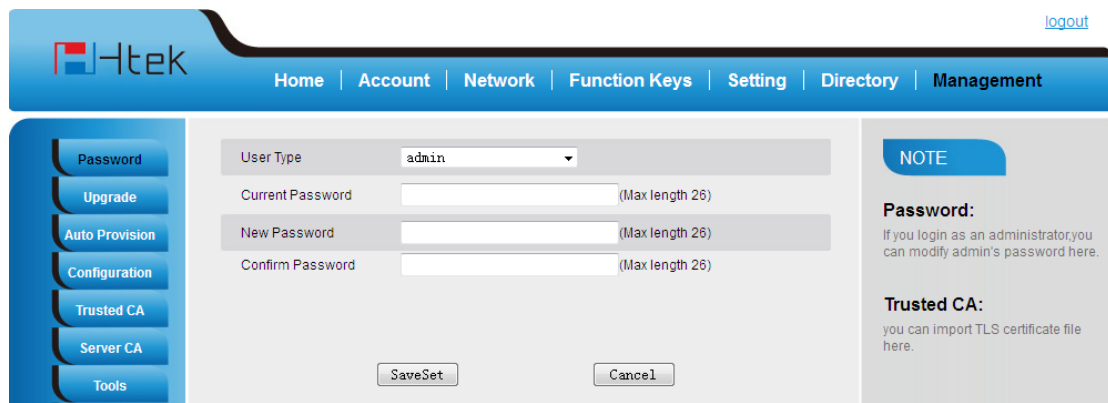 logout
Htek
Home | Account | Network | Function Keys | Setting | Directory | Management
Password
Upgrade
Auto Provision
Configuration
Trusted CA
Server CA
Tools
User Type admin
Current Password (Max length 26)
New Password (Max length 26)
Confirm Password (Max length 26)
SaveSet Cancel
NOTE
Password:
If you login as an administrator,you
can modify admin's password here.
Trusted CA:
you can import TLS certificate file
here.